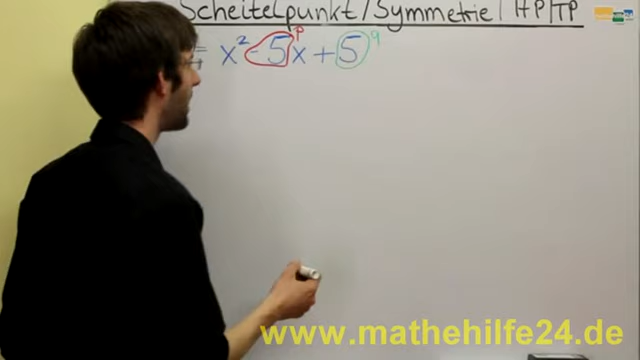 Scheitelpunkt/Symmetrie/HP/TP
= x² - 5x + 5
p
q
www.mathehilfe24.de